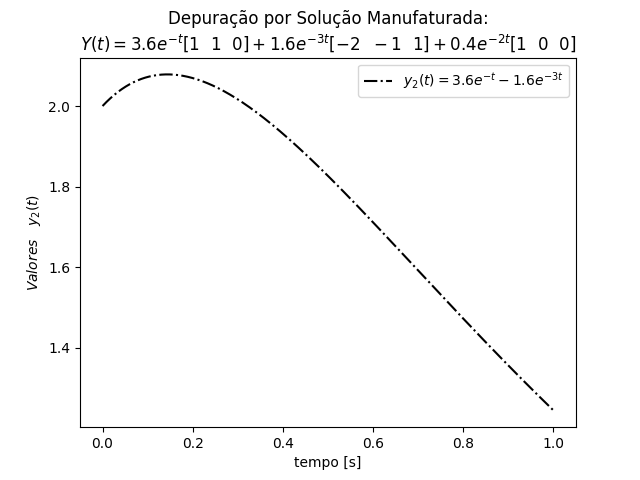 Depuração por Solução Manufaturada:
Y(t) = 3.6e^{-t}[1 1 0] + 1.6e^{-3t}[−2 −1 1] + 0.4e^{-2t}[1 0 0]
y₂(t) = 3.6e^{-t} − 1.6e^{-3t}
Valores y₂(t)
2.0
1.8
1.6
1.4
0.0 0.2 0.4 0.6 0.8 1.0
tempo [s]